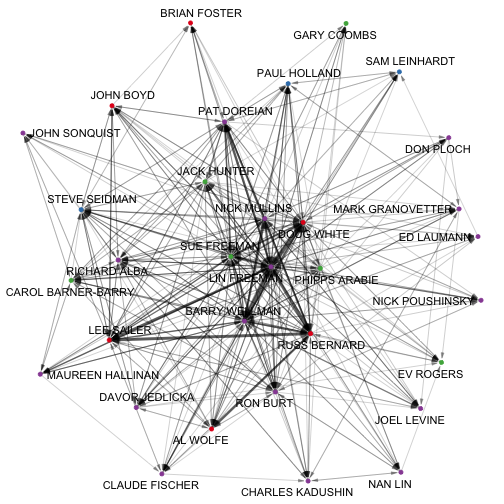 BRIAN FOSTER
GARY COOMBS
SAM LEINHARDT
PAUL HOLLAND
JOHN BOYD
PAT DOREIAN
JOHN SONQUIST
DON PLOCH
JACK HUNTER
STEVE SEIDMAN
NICK MULLINS
MARK GRANOVETTER
DOUG WHITE
ED LAUMANN
SUE FREEMAN
RICHARD ALBA
LIN FREEMAN
PHIPPS ARABIE
CAROL BARNER-BARRY
NICK POUSHINSKY
BARRY WELLMAN
LEE SAILER
RUSS BERNARD
MAUREEN HALLINAN
EV ROGERS
DAVOR JEDLICKA
RON BURT
JOEL LEVINE
AL WOLFE
CLAUDE FISCHER
NAN LIN
CHARLES KADUSHIN